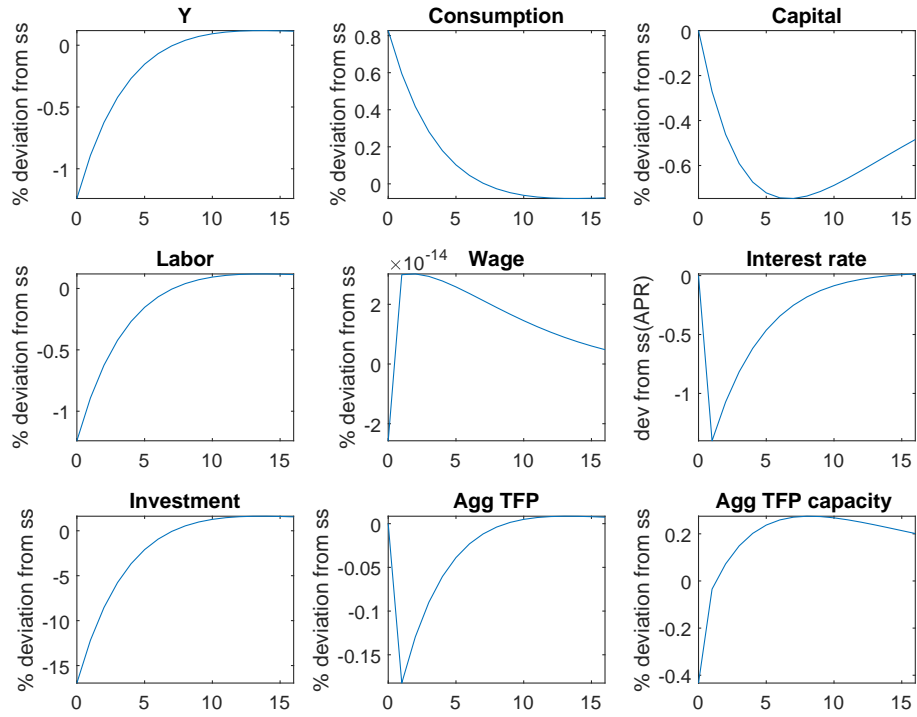 Y
% deviation from ss
0
-0.5
-1
0 5 10 15
Consumption
% deviation from ss
0.8
0.6
0.4
0.2
0
0 5 10 15
Capital
% deviation from ss
0
-0.2
-0.4
-0.6
0 5 10 15
Labor
% deviation from ss
0
-0.5
-1
0 5 10 15
Wage
×10-14
% deviation from ss
2
0
-2
0 5 10 15
Interest rate
dev from ss(APR)
0
-0.5
-1
0 5 10 15
Investment
% deviation from ss
0
-5
-10
-15
0 5 10 15
Agg TFP
% deviation from ss
0
-0.05
-0.1
-0.15
0 5 10 15
Agg TFP capacity
% deviation from ss
0.2
0
-0.2
-0.4
0 5 10 15